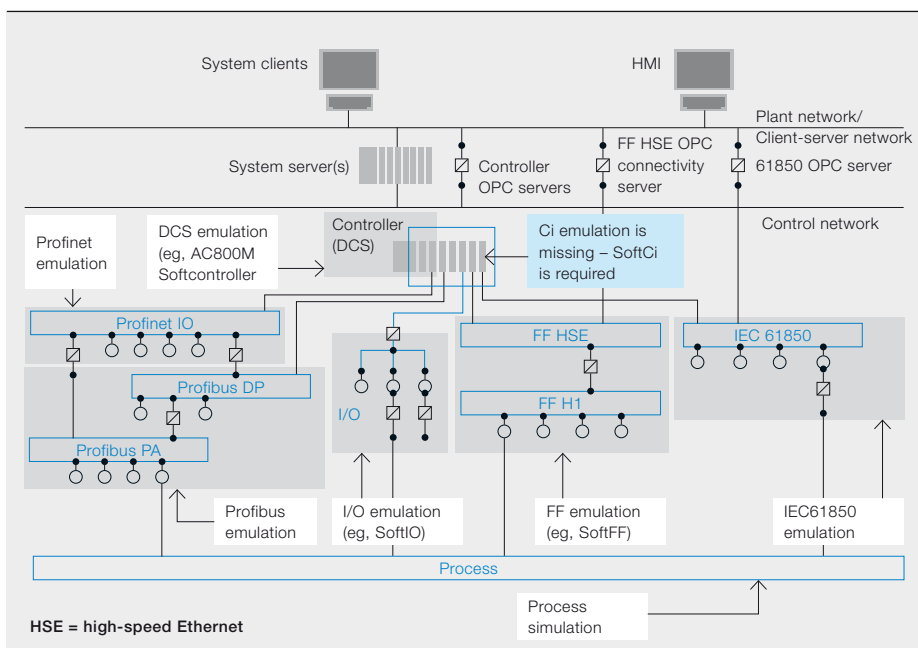 System clients
HMI
Plant network/
Client-server network
System server(s)
Controller
OPC servers
FF HSE OPC
connectivity
server
61850 OPC server
Control network
Profinet
emulation
DCS emulation
(eg, AC800M
Softcontroller
Controller
(DCS)
Ci emulation is
missing – SoftCi
is required
Profinet IO
FF HSE
IEC 61850
Profibus DP
I/O
FF H1
Profibus PA
Profibus
emulation
I/O emulation
(eg, SoftIO)
FF emulation
(eg, SoftFF)
IEC61850
emulation
Process
Process
simulation
HSE = high-speed Ethernet